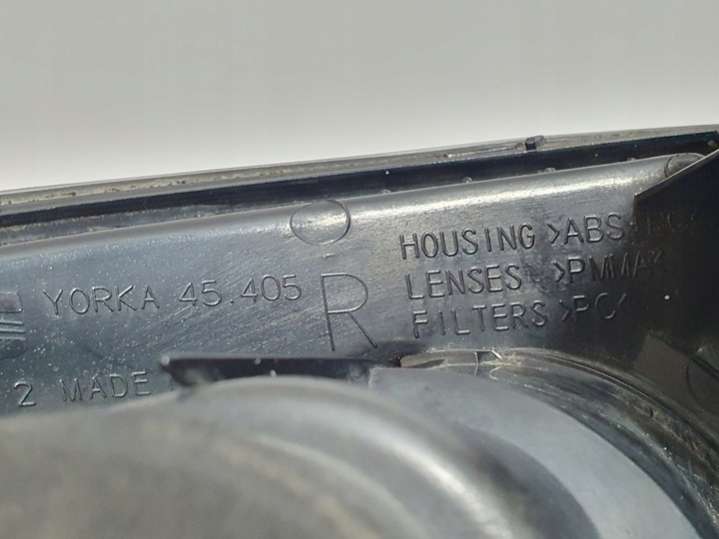 YORKA 45.405
R
HOUSING >ABS
LENSES >PMMA<
FILTERS >PC<
2 MADE